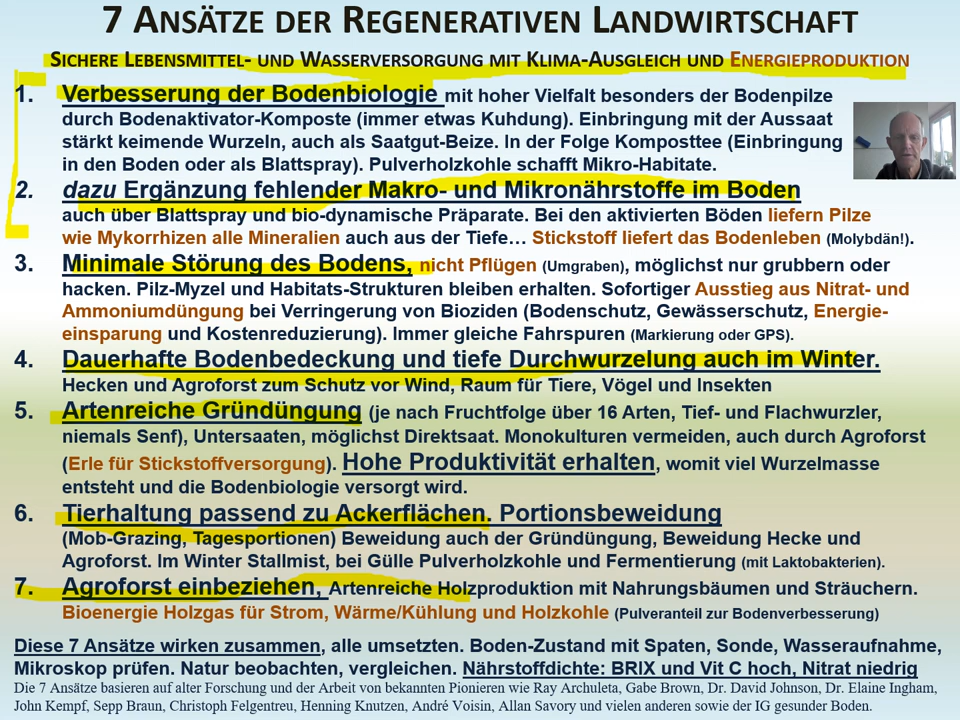 7 Ansätze der Regenerativen Landwirtschaft
Sichere Lebensmittel- und Wasserversorgung mit Klima-Ausgleich und Energieproduktion
1. Verbesserung der Bodenbiologie mit hoher Vielfalt besonders der Bodenpilze
durch Bodenaktivator-Komposte (immer etwas Kuhdung). Einbringung mit der Aussaat
stärkt keimende Wurzeln, auch als Saatgut-Beize. In der Folge Komposttee (Einbringung
in den Boden oder als Blattspray). Pulverholzkohle schafft Mikro-Habitate.
2. dazu Ergänzung fehlender Makro- und Mikronährstoffe im Boden
auch über Blattspray und bio-dynamische Präparate. Bei den aktivierten Böden liefern Pilze
wie Mykorrhizen alle Mineralien auch aus der Tiefe… Stickstoff liefert das Bodenleben (Molybdän!).
3. Minimale Störung des Bodens, nicht Pflügen (Umgraben), möglichst nur grubbern oder
hacken. Pilz-Myzel und Habitats-Strukturen bleiben erhalten. Sofortiger Ausstieg aus Nitrat- und
Ammoniumdüngung bei Verringerung von Bioziden (Bodenschutz, Gewässerschutz, Energie-
einsparung und Kostenreduzierung). Immer gleiche Fahrspuren (Markierung oder GPS).
4. Dauerhafte Bodenbedeckung und tiefe Durchwurzelung auch im Winter.
Hecken und Agroforst zum Schutz vor Wind, Raum für Tiere, Vögel und Insekten
5. Artenreiche Gründüngung (je nach Fruchtfolge über 16 Arten, Tief- und Flachwurzler,
niemals Senf), Untersaaten, möglichst Direktsaat. Monokulturen vermeiden, auch durch Agroforst
(Erle für Stickstoffversorgung). Hohe Produktivität erhalten, womit viel Wurzelmasse
entsteht und die Bodenbiologie versorgt wird.
6. Tierhaltung passend zu Ackerflächen. Portionsbeweidung
(Mob-Grazing, Tagesportionen) Beweidung auch der Gründüngung, Beweidung Hecke und
Agroforst. Im Winter Stallmist, bei Gülle Pulverholzkohle und Fermentierung (mit Laktobakterien).
7. Agroforst einbeziehen, Artenreiche Holzproduktion mit Nahrungsbäumen und Sträuchern.
Bioenergie Holzgas für Strom, Wärme/Kühlung und Holzkohle (Pulveranteil zur Bodenverbesserung)
Diese 7 Ansätze wirken zusammen, alle umsetzten. Boden-Zustand mit Spaten, Sonde, Wasseraufnahme,
Mikroskop prüfen. Natur beobachten, vergleichen. Nährstoffdichte: BRIX und Vit C hoch, Nitrat niedrig
Die 7 Ansätze basieren auf alter Forschung und der Arbeit von bekannten Pionieren wie Ray Archuleta, Gabe Brown, Dr. David Johnson, Dr. Elaine Ingham,
John Kempf, Sepp Braun, Christoph Felgentreu, Henning Knutzen, André Voisin, Allan Savory und vielen anderen sowie der IG gesunder Boden.